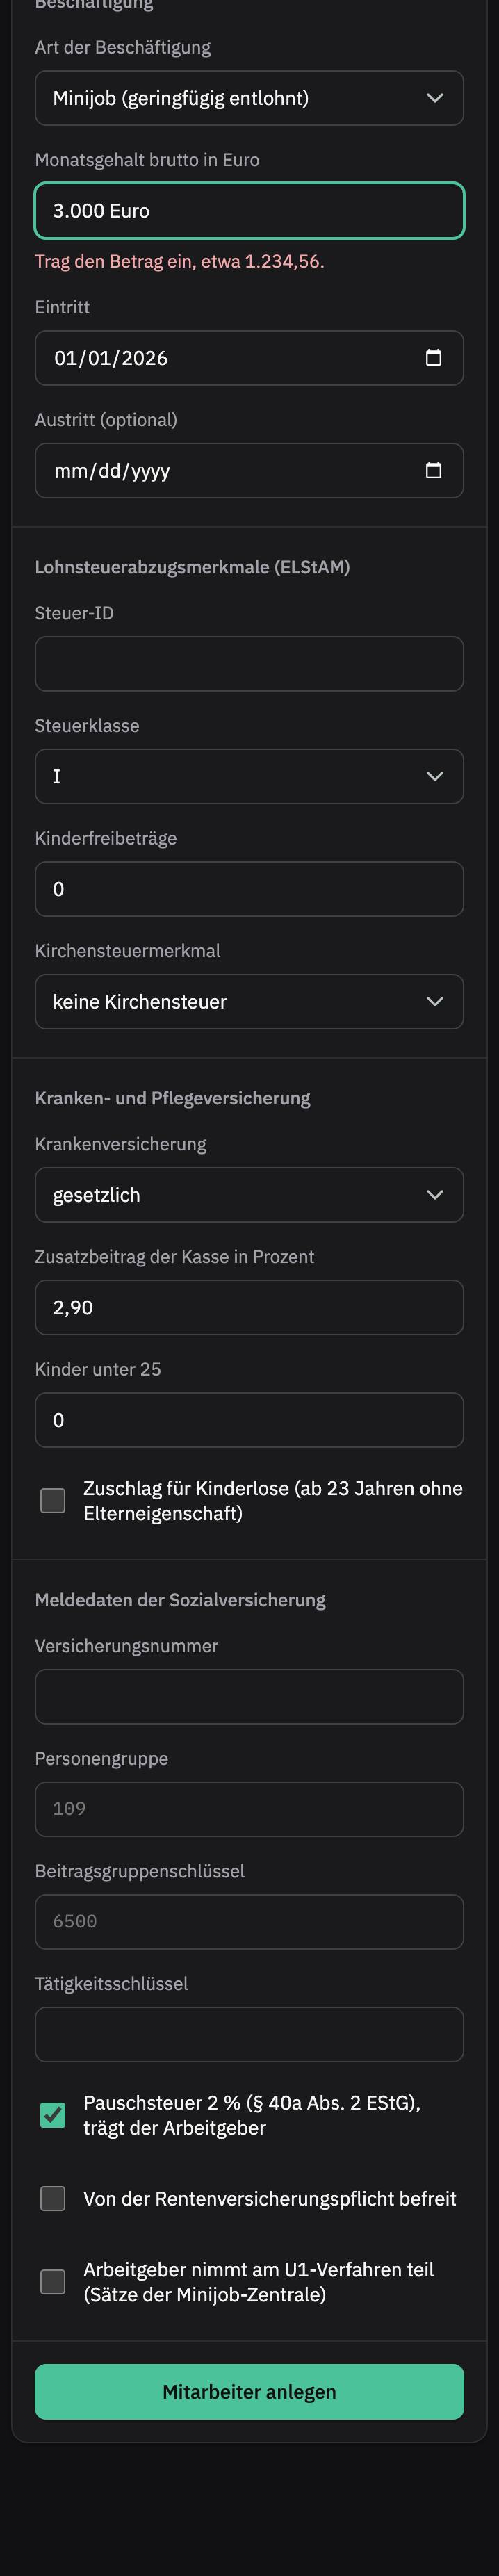 Beschäftigung
Art der Beschäftigung
Minijob (geringfügig entlohnt)
Monatsgehalt brutto in Euro
3.000 Euro
Trag den Betrag ein, etwa 1.234,56.
Eintritt
01/01/2026
Austritt (optional)
mm/dd/yyyy
Lohnsteuerabzugsmerkmale (ELStAM)
Steuer-ID
Steuerklasse
I
Kinderfreibeträge
0
Kirchensteuermerkmal
keine Kirchensteuer
Kranken- und Pflegeversicherung
Krankenversicherung
gesetzlich
Zusatzbeitrag der Kasse in Prozent
2,90
Kinder unter 25
0
Zuschlag für Kinderlose (ab 23 Jahren ohne
Elterneigenschaft)
Meldedaten der Sozialversicherung
Versicherungsnummer
Personengruppe
109
Beitragsgruppenschlüssel
6500
Tätigkeitsschlüssel
Pauschsteuer 2 % (§ 40a Abs. 2 EStG),
trägt der Arbeitgeber
Von der Rentenversicherungspflicht befreit
Arbeitgeber nimmt am U1-Verfahren teil
(Sätze der Minijob-Zentrale)
Mitarbeiter anlegen